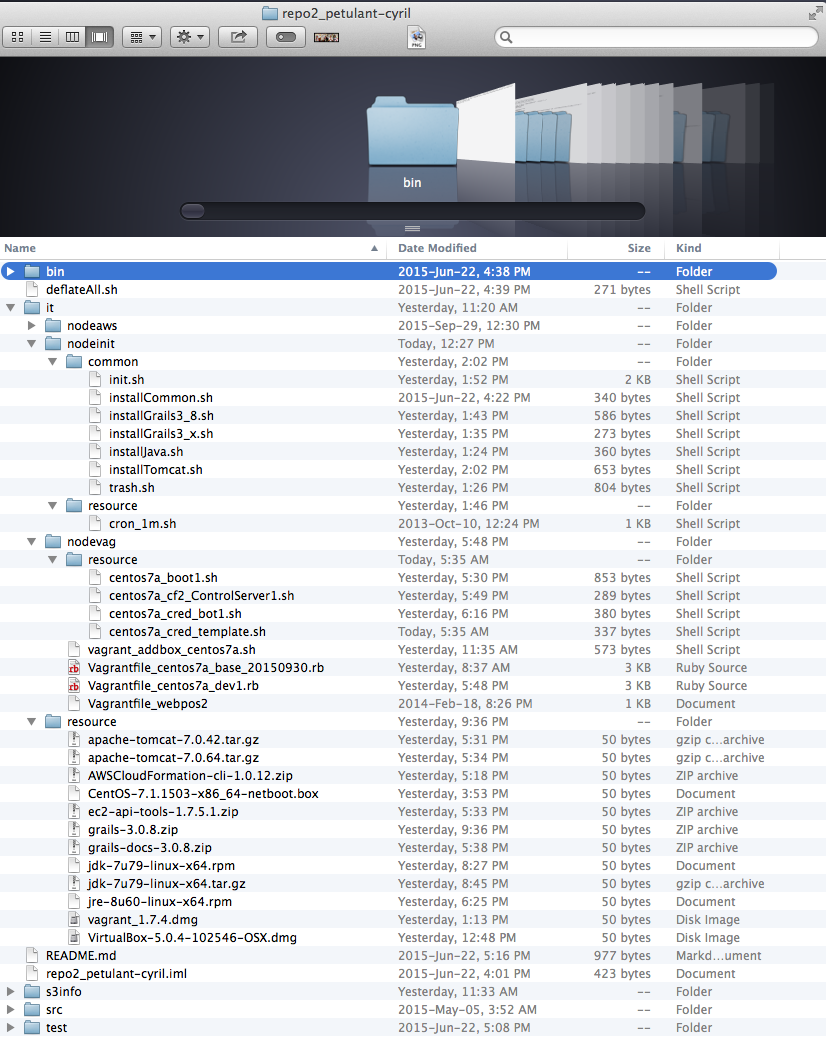 repo2_petulant-cyril
PNG
bin
Name Date Modified Size Kind
bin 2015-Jun-22, 4:38 PM -- Folder
deflateAll.sh 2015-Jun-22, 4:39 PM 271 bytes Shell Script
it Yesterday, 11:20 AM -- Folder
nodeaws 2015-Sep-29, 12:30 PM -- Folder
nodeinit Today, 12:27 PM -- Folder
common Yesterday, 2:02 PM -- Folder
init.sh Yesterday, 1:52 PM 2 KB Shell Script
installCommon.sh 2015-Jun-22, 4:22 PM 340 bytes Shell Script
installGrails3_8.sh Yesterday, 1:43 PM 586 bytes Shell Script
installGrails3_x.sh Yesterday, 1:35 PM 273 bytes Shell Script
installJava.sh Yesterday, 1:24 PM 360 bytes Shell Script
installTomcat.sh Yesterday, 2:02 PM 653 bytes Shell Script
trash.sh Yesterday, 1:26 PM 804 bytes Shell Script
resource Yesterday, 1:46 PM -- Folder
cron_1m.sh 2013-Oct-10, 12:24 PM 1 KB Shell Script
nodevag Yesterday, 5:48 PM -- Folder
resource Today, 5:35 AM -- Folder
centos7a_boot1.sh Yesterday, 5:30 PM 853 bytes Shell Script
centos7a_cf2_ControlServer1.sh Yesterday, 5:49 PM 289 bytes Shell Script
centos7a_cred_bot1.sh Yesterday, 6:16 PM 380 bytes Shell Script
centos7a_cred_template.sh Today, 5:35 AM 337 bytes Shell Script
vagrant_addbox_centos7a.sh Yesterday, 11:35 AM 573 bytes Shell Script
rb Vagrantfile_centos7a_base_20150930.rb Yesterday, 8:37 AM 3 KB Ruby Source
rb Vagrantfile_centos7a_dev1.rb Yesterday, 5:48 PM 3 KB Ruby Source
Vagrantfile_webpos2 2014-Feb-18, 8:26 PM 1 KB Document
resource Yesterday, 9:36 PM -- Folder
apache-tomcat-7.0.42.tar.gz Yesterday, 5:31 PM 50 bytes gzip c...archive
apache-tomcat-7.0.64.tar.gz Yesterday, 5:34 PM 50 bytes gzip c...archive
AWSCloudFormation-cli-1.0.12.zip Yesterday, 5:18 PM 50 bytes ZIP archive
CentOS-7.1.1503-x86_64-netboot.box Yesterday, 3:53 PM 50 bytes Document
ec2-api-tools-1.7.5.1.zip Yesterday, 5:33 PM 50 bytes ZIP archive
grails-3.0.8.zip Yesterday, 9:36 PM 50 bytes ZIP archive
grails-docs-3.0.8.zip Yesterday, 5:38 PM 50 bytes ZIP archive
jdk-7u79-linux-x64.rpm Yesterday, 8:27 PM 50 bytes Document
jdk-7u79-linux-x64.tar.gz Yesterday, 8:45 PM 50 bytes gzip c...archive
jre-8u60-linux-x64.rpm Yesterday, 6:25 PM 50 bytes Document
vagrant_1.7.4.dmg Yesterday, 1:13 PM 50 bytes Disk Image
VirtualBox-5.0.4-102546-OSX.dmg Yesterday, 12:48 PM 50 bytes Disk Image
README.md 2015-Jun-22, 5:16 PM 977 bytes Markd...ument
repo2_petulant-cyril.iml 2015-Jun-22, 4:01 PM 423 bytes Document
s3info Yesterday, 11:33 AM -- Folder
src 2015-May-05, 3:52 AM -- Folder
test 2015-Jun-22, 5:08 PM -- Folder